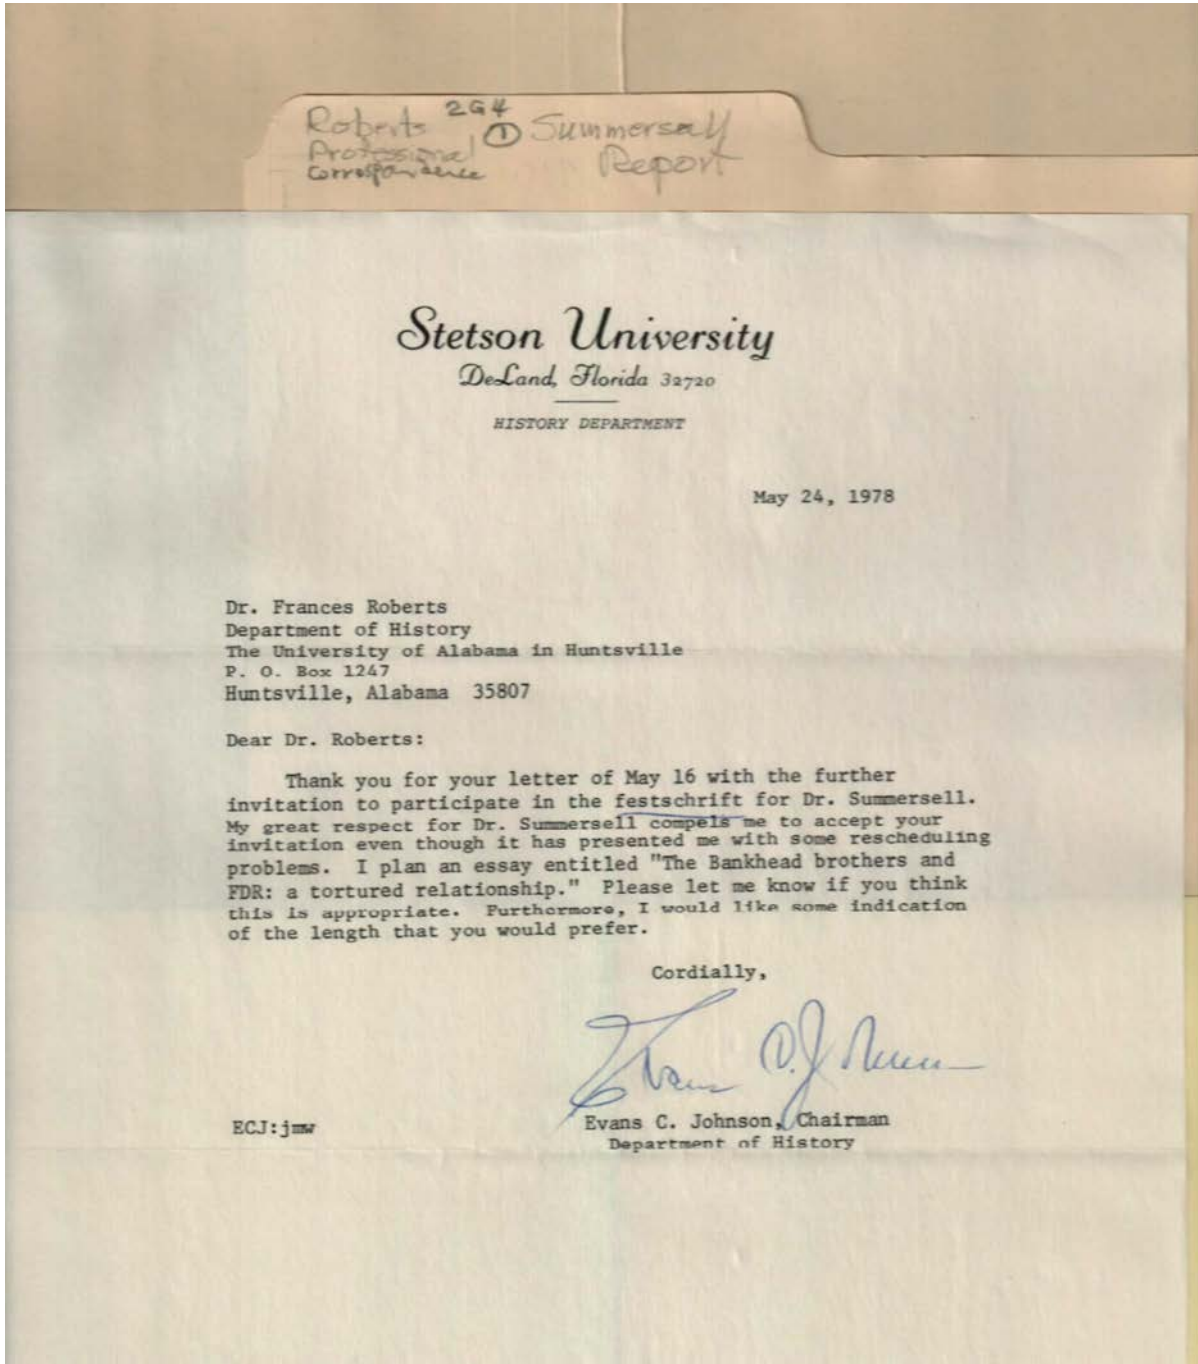 Roberts 2G4 ① Summersell
Professional Report
Correspondence
Stetson University
DeLand, Florida 32720
HISTORY DEPARTMENT
May 24, 1978
Dr. Frances Roberts
Department of History
The University of Alabama in Huntsville
P. O. Box 1247
Huntsville, Alabama 35807
Dear Dr. Roberts:
Thank you for your letter of May 16 with the further
invitation to participate in the festschrift for Dr. Summersell.
My great respect for Dr. Summersell compels me to accept your
invitation even though it has presented me with some rescheduling
problems. I plan an essay entitled "The Bankhead brothers and
FDR: a tortured relationship." Please let me know if you think
this is appropriate. Furthermore, I would like some indication
of the length that you would prefer.
Cordially,
Evans C. Johnson
Evans C. Johnson, Chairman
ECJ:jmw
Department of History